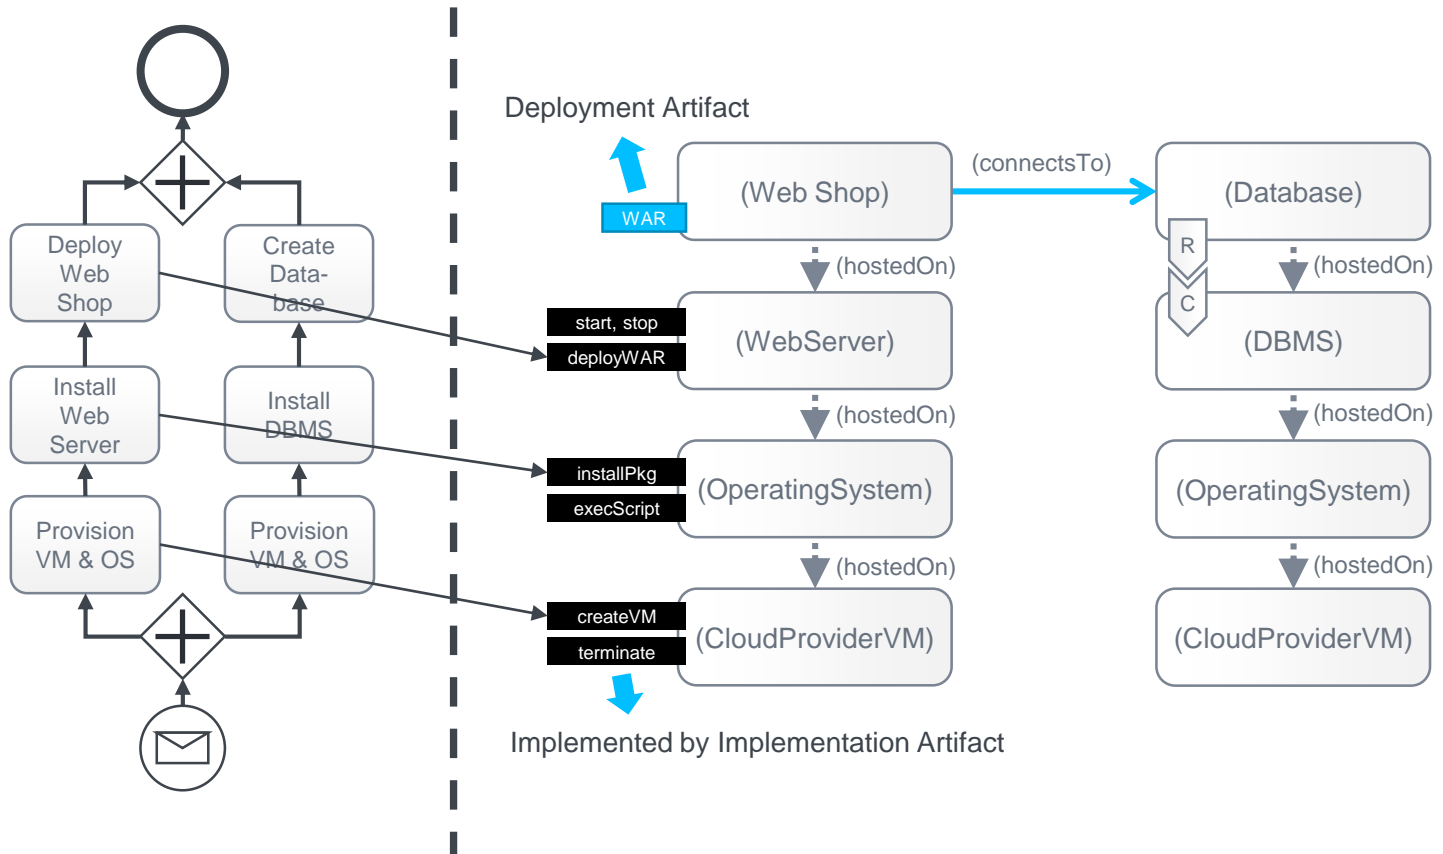 Deploy
Web
Shop
Create
Data-
base
Install
Web
Server
Install
DBMS
Provision
VM & OS
Provision
VM & OS
Deployment Artifact
WAR
(Web Shop)
(connectsTo)
(Database)
R
C
(hostedOn)
(hostedOn)
start, stop
deployWAR
(WebServer)
(DBMS)
(hostedOn)
(hostedOn)
installPkg
execScript
(OperatingSystem)
(OperatingSystem)
(hostedOn)
(hostedOn)
createVM
terminate
(CloudProviderVM)
(CloudProviderVM)
Implemented by Implementation Artifact